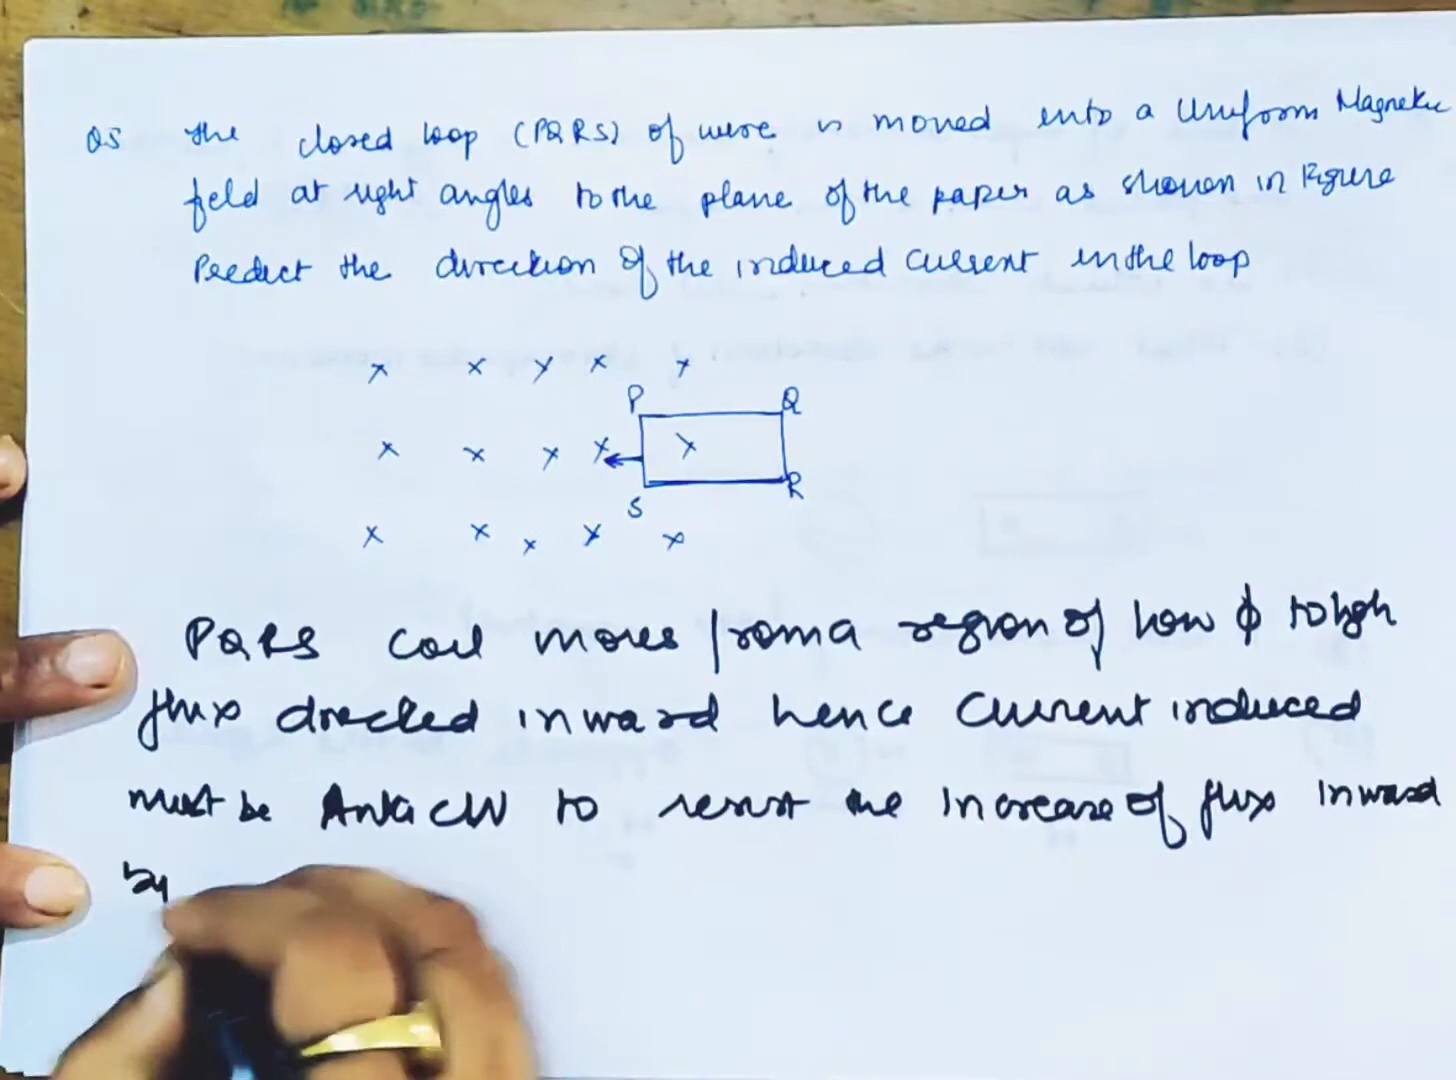 Q5 The closed loop (PQRS) of wire is moved into a Uniform Magnetic
field at right angles to the plane of the paper as shown in Figure
Predict the direction of the induced current in the loop
x x x x x
P Q
x x x x x
S R
x x x x x
PQRS coil moves from a region of low ϕ to high
flux directed inward hence current induced
must be Anti CW to resist the increase of flux inward
by